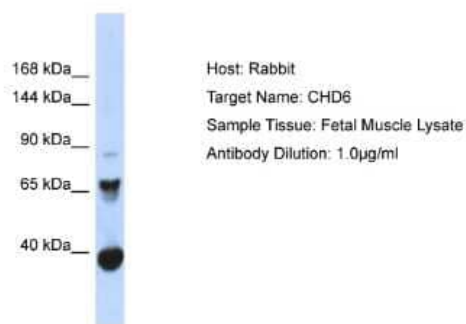 168 kDa
144 kDa
90 kDa
65 kDa
40 kDa
Host: Rabbit
Target Name: CHD6
Sample Tissue: Fetal Muscle Lysate
Antibody Dilution: 1.0µg/ml